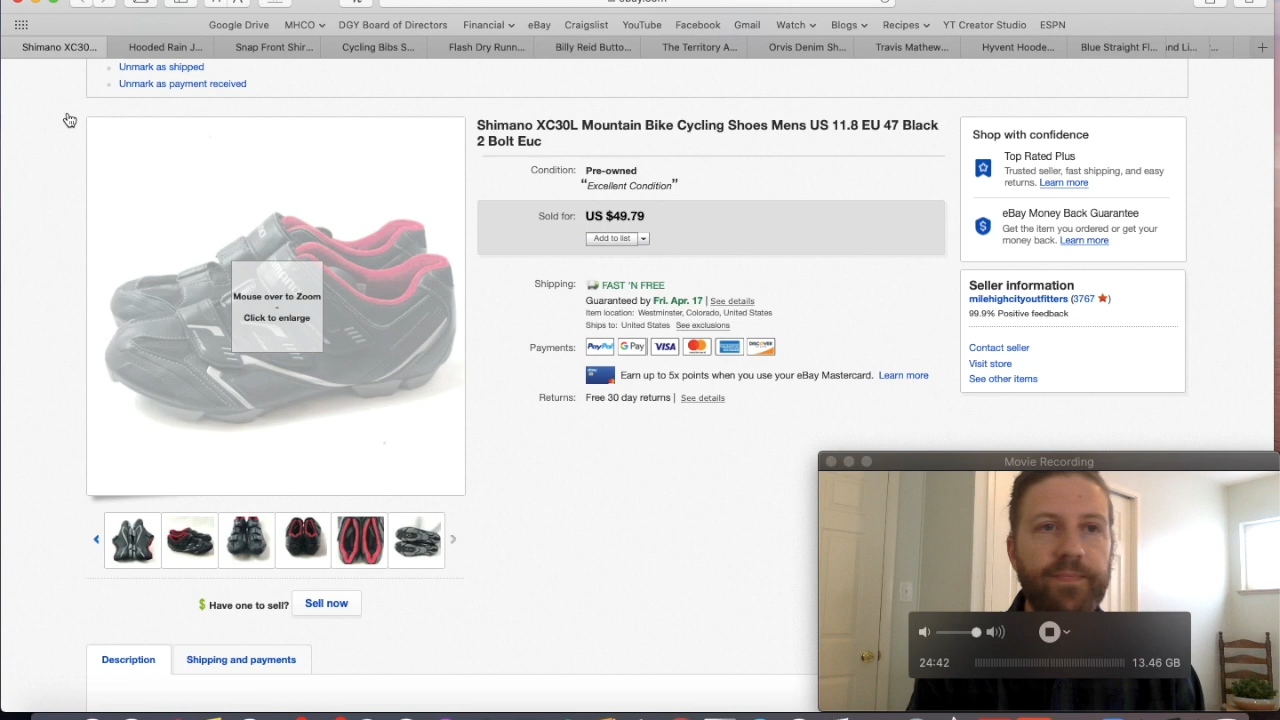 Google Drive MHCO DGY Board of Directors Financial eBay Craigslist YouTube Facebook Gmail Watch Blogs Recipes YT Creator Studio ESPN
Shimano XC30... Hooded Rain J... Snap Front Shir... Cycling Bibs S... Flash Dry Runn... Billy Reid Butto... The Territory A... Orvis Denim Sh... Travis Mathew... Hyvent Hoode... Blue Straight Fl... and Li...
Unmark as shipped
Unmark as payment received
Shimano XC30L Mountain Bike Cycling Shoes Mens US 11.8 EU 47 Black
2 Bolt Euc
Condition: Pre-owned
"Excellent Condition"
Sold for: US $49.79
Add to list
Shipping: FAST 'N FREE
Guaranteed by Fri. Apr. 17 | See details
Item location: Westminster, Colorado, United States
Ships to: United States See exclusions
Payments: PayPal G Pay VISA MasterCard DISCOVER
Earn up to 5x points when you use your eBay Mastercard. Learn more
Returns: Free 30 day returns | See details
Mouse over to Zoom
-
Click to enlarge
Have one to sell? Sell now
Description Shipping and payments
Shop with confidence
Top Rated Plus
Trusted seller, fast shipping, and easy
returns. Learn more
eBay Money Back Guarantee
Get the item you ordered or get your
money back. Learn more
Seller information
milehighcityoutfitters (3767)
99.9% Positive feedback
Contact seller
Visit store
See other items
Movie Recording
24:42 13.46 GB